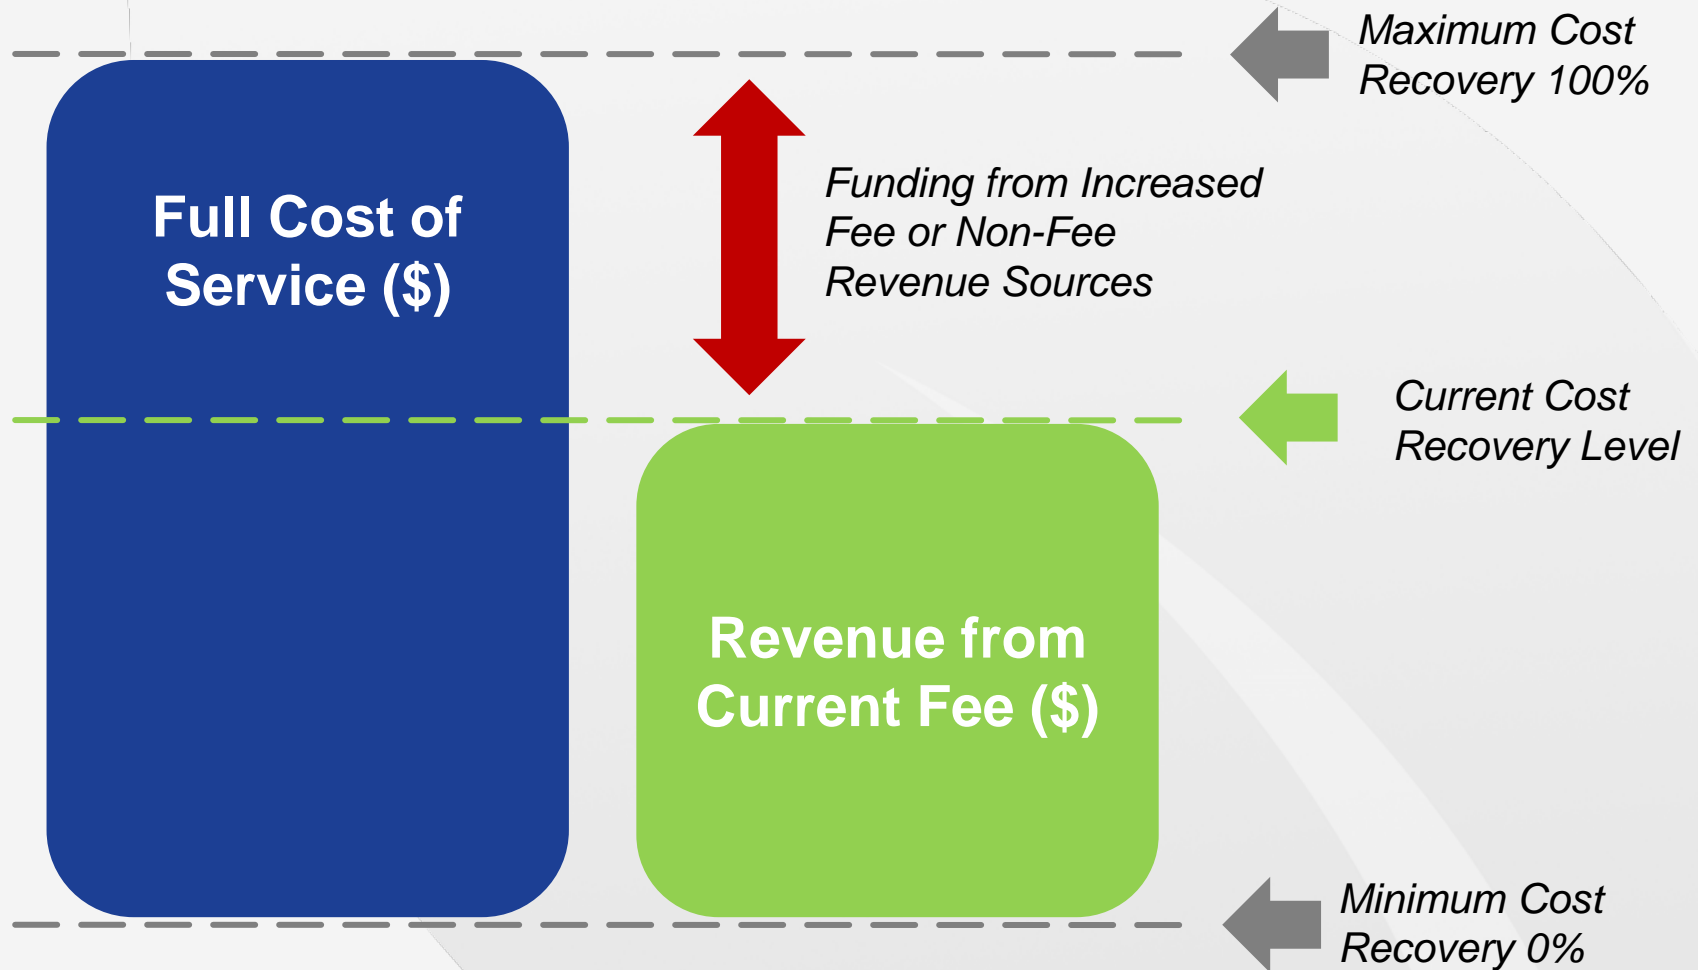 Maximum Cost
Recovery 100%
Full Cost of
Service ($)
Funding from Increased
Fee or Non-Fee
Revenue Sources
Current Cost
Recovery Level
Revenue from
Current Fee ($)
Minimum Cost
Recovery 0%